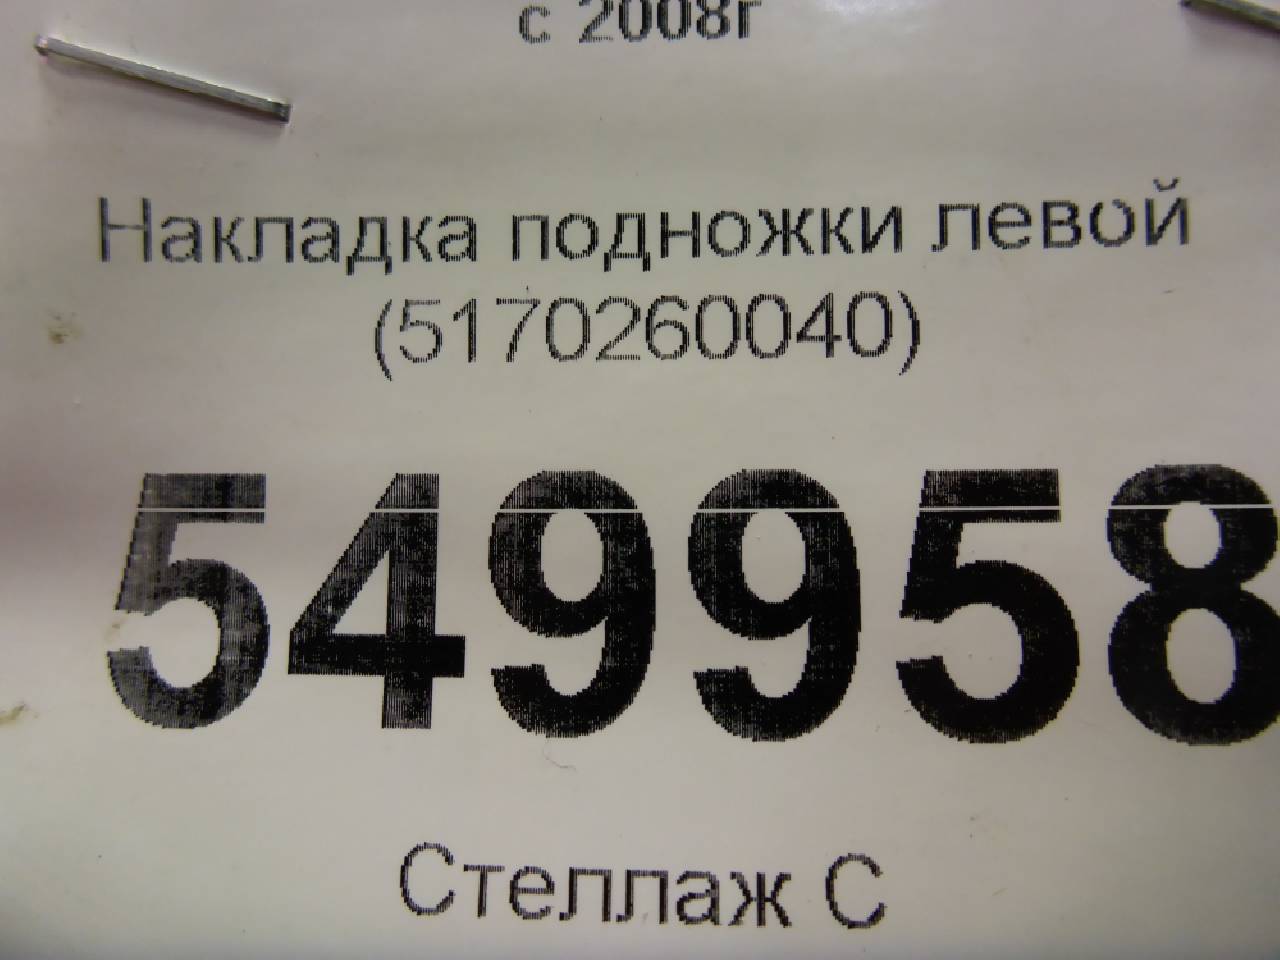 с 2008г
Накладка подножки левой
(5170260040)
549958
Стеллаж С